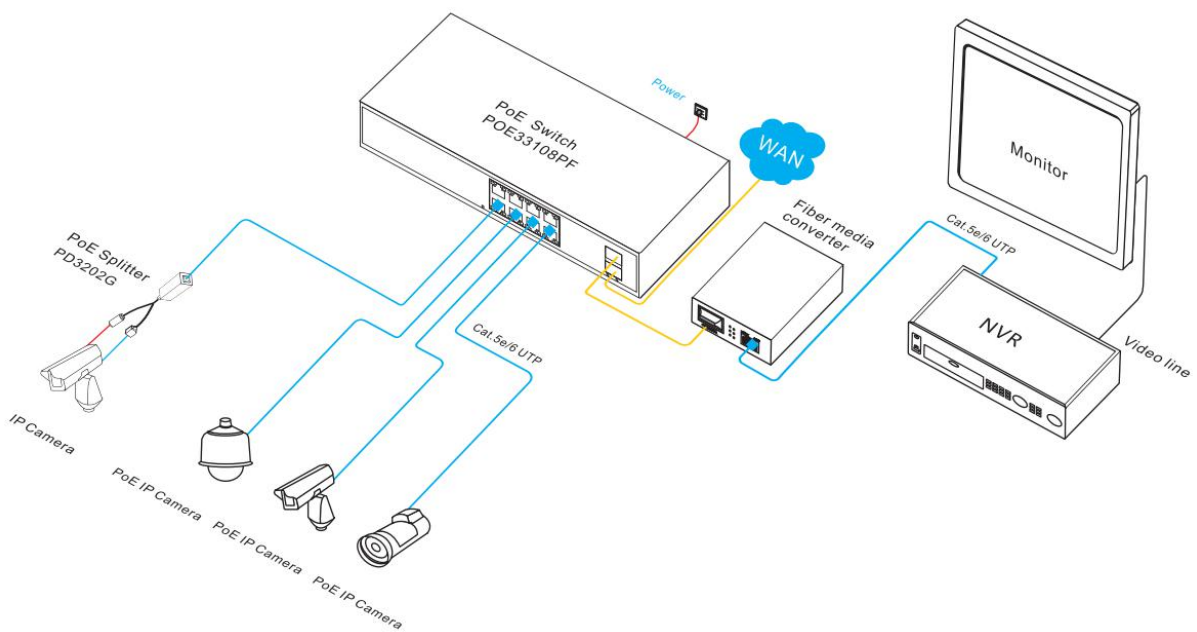 Power
PoE Switch
POE33108PF
WAN
Monitor
Fiber media
converter
Cat.5e/6 UTP
PoE Splitter
PD3202G
NVR
Video line
Cat.5e/6 UTP
IP Camera
PoE IP Camera
PoE IP Camera
PoE IP Camera